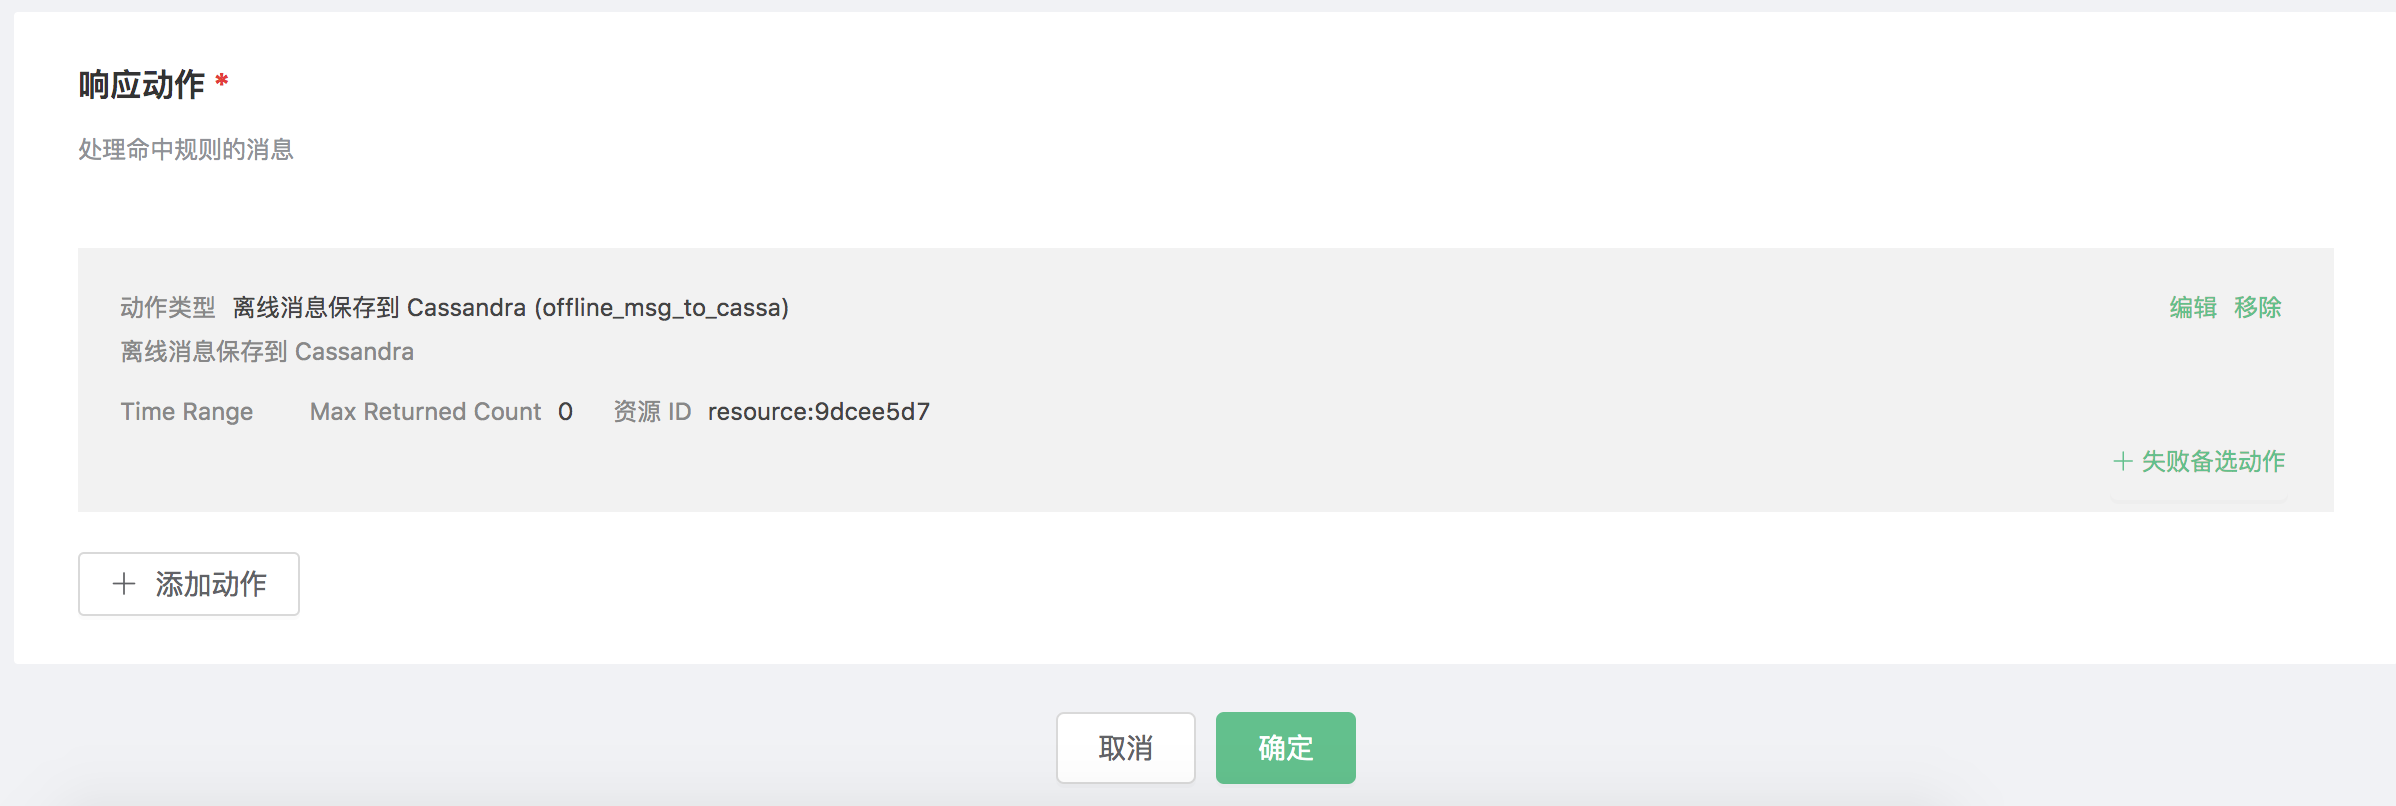 响应动作 *
处理命中规则的消息
动作类型 离线消息保存到 Cassandra (offline_msg_to_cassa) 编辑 移除
离线消息保存到 Cassandra
Time Range Max Returned Count 0 资源 ID resource:9dcee5d7
+ 失败备选动作
+ 添加动作
取消 确定